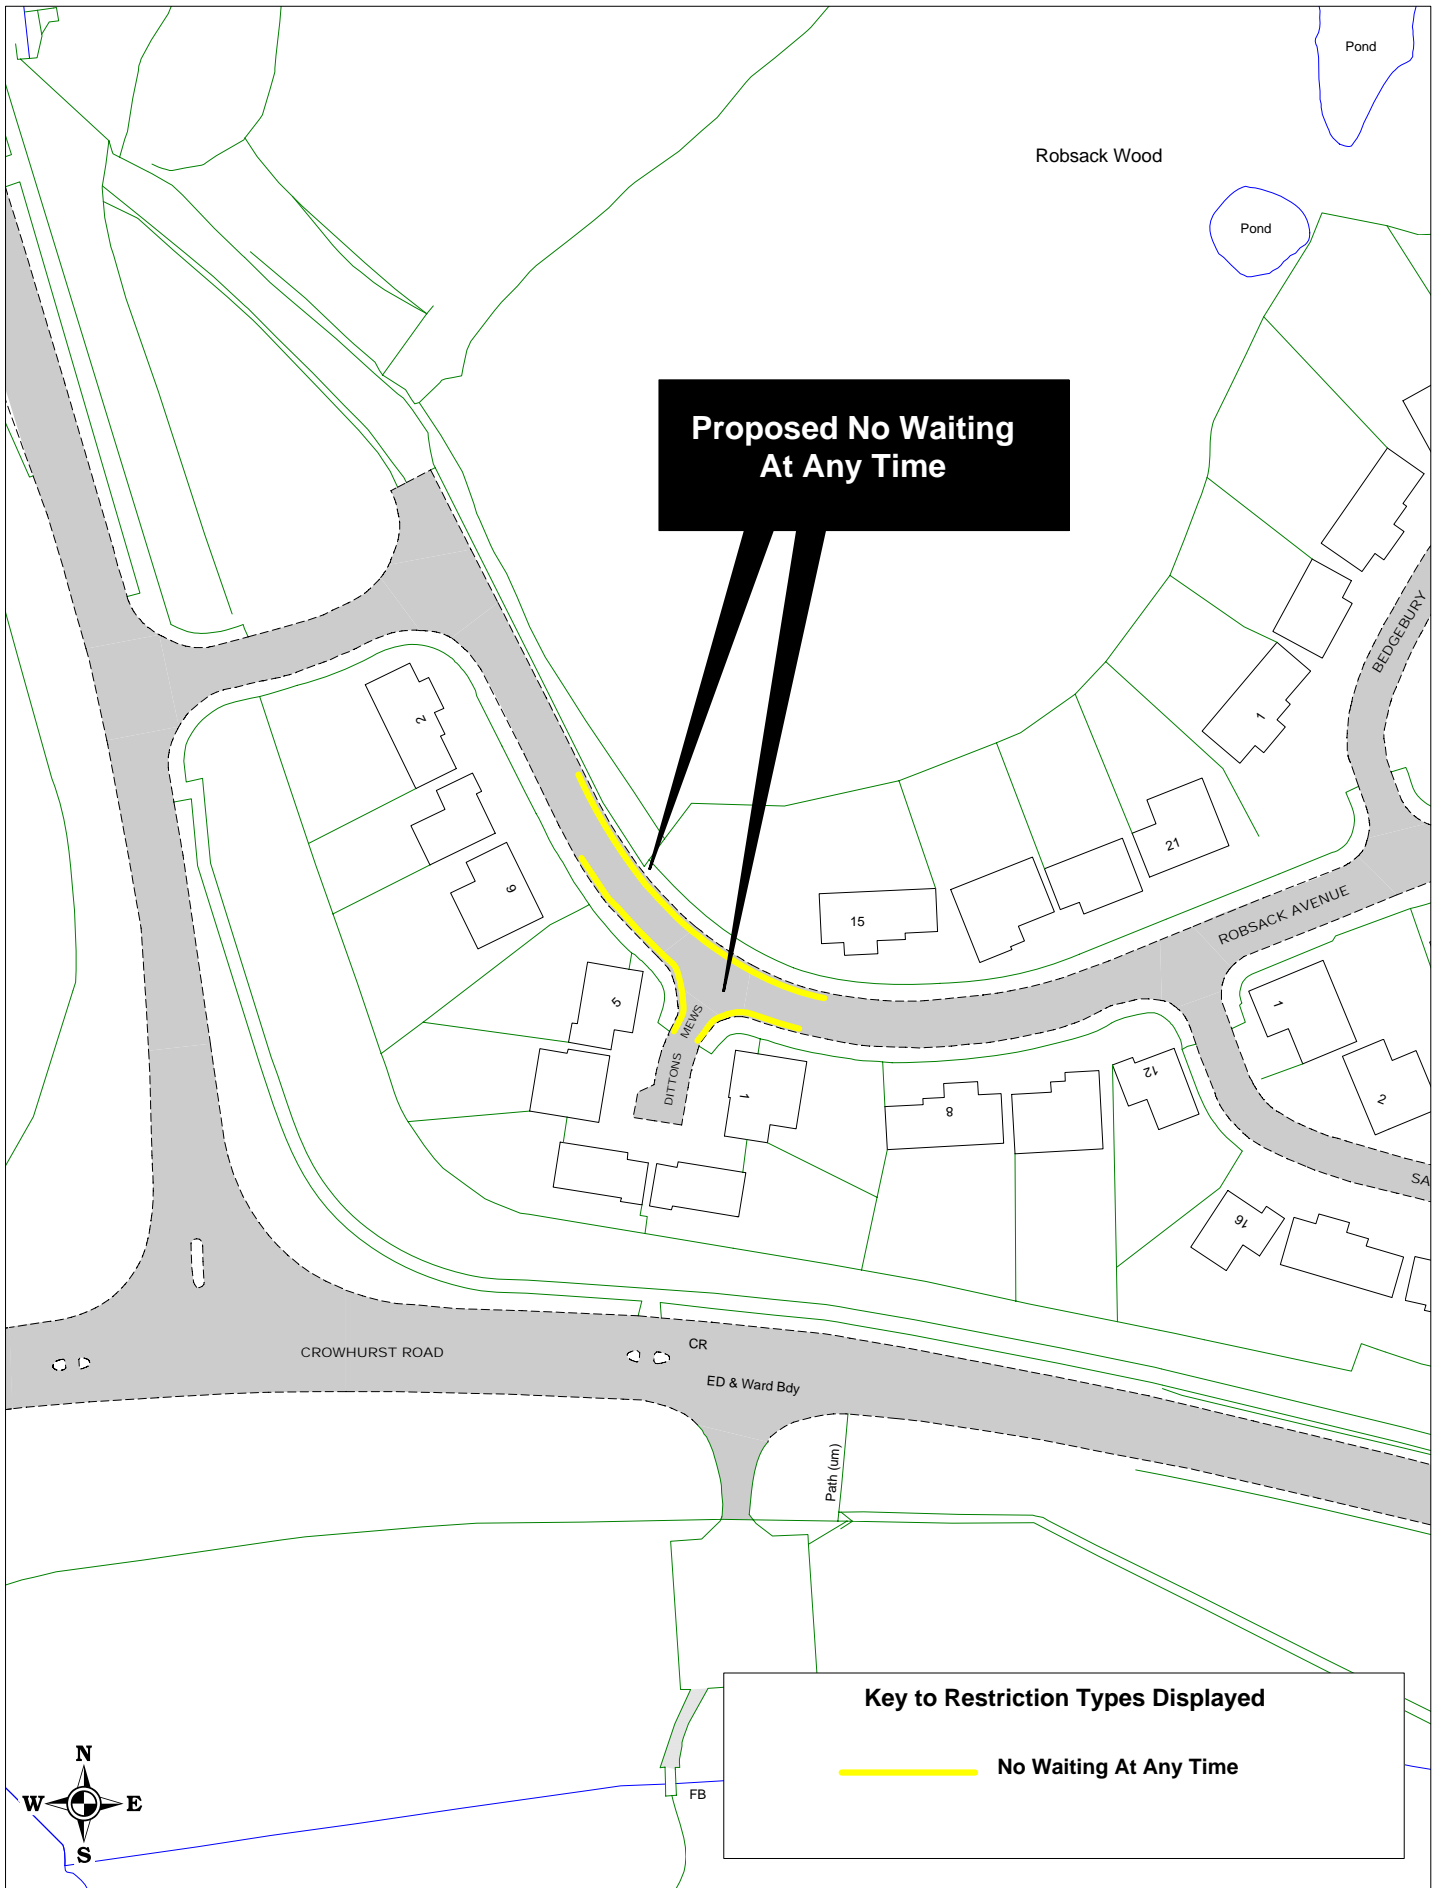 Pond
Robsack Wood
Pond
Proposed No Waiting
At Any Time
BEDGEBURY
2
1
21
15
ROBSACK AVENUE
9
5
MEWS
DITTONS
1
1
12
8
2
SA
16
CROWHURST ROAD
CR
ED & Ward Bdy
Path (um)
Key to Restriction Types Displayed
No Waiting At Any Time
FB
N
W
E
S